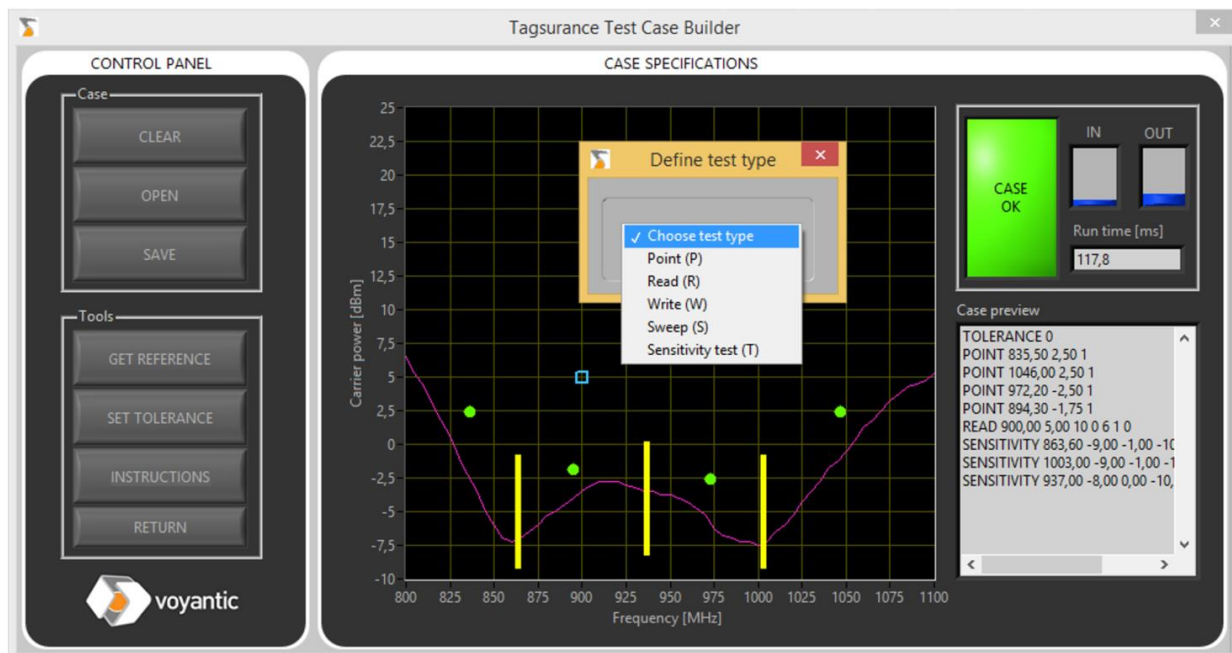 Tagsurance Test Case Builder
CONTROL PANEL
Case
CLEAR
OPEN
SAVE
Tools
GET REFERENCE
SET TOLERANCE
INSTRUCTIONS
RETURN
voyantic
CASE SPECIFICATIONS
Carrier power [dBm]
25
22,5
20
17,5
15
12,5
10
7,5
5
2,5
0
-2,5
-5
-7,5
-10
800 825 850 875 900 925 950 975 1000 1025 1050 1075 1100
Frequency [MHz]
Define test type
✓ Choose test type
Point (P)
Read (R)
Write (W)
Sweep (S)
Sensitivity test (T)
CASE
OK
IN OUT
Run time [ms]
117,8
Case preview
TOLERANCE 0
POINT 835,50 2,50 1
POINT 1046,00 2,50 1
POINT 972,20 -2,50 1
POINT 894,30 -1,75 1
READ 900,00 5,00 10 0 6 1 0
SENSITIVITY 863,60 -9,00 -1,00 -10
SENSITIVITY 1003,00 -9,00 -1,00 -1
SENSITIVITY 937,00 -8,00 0,00 -10,